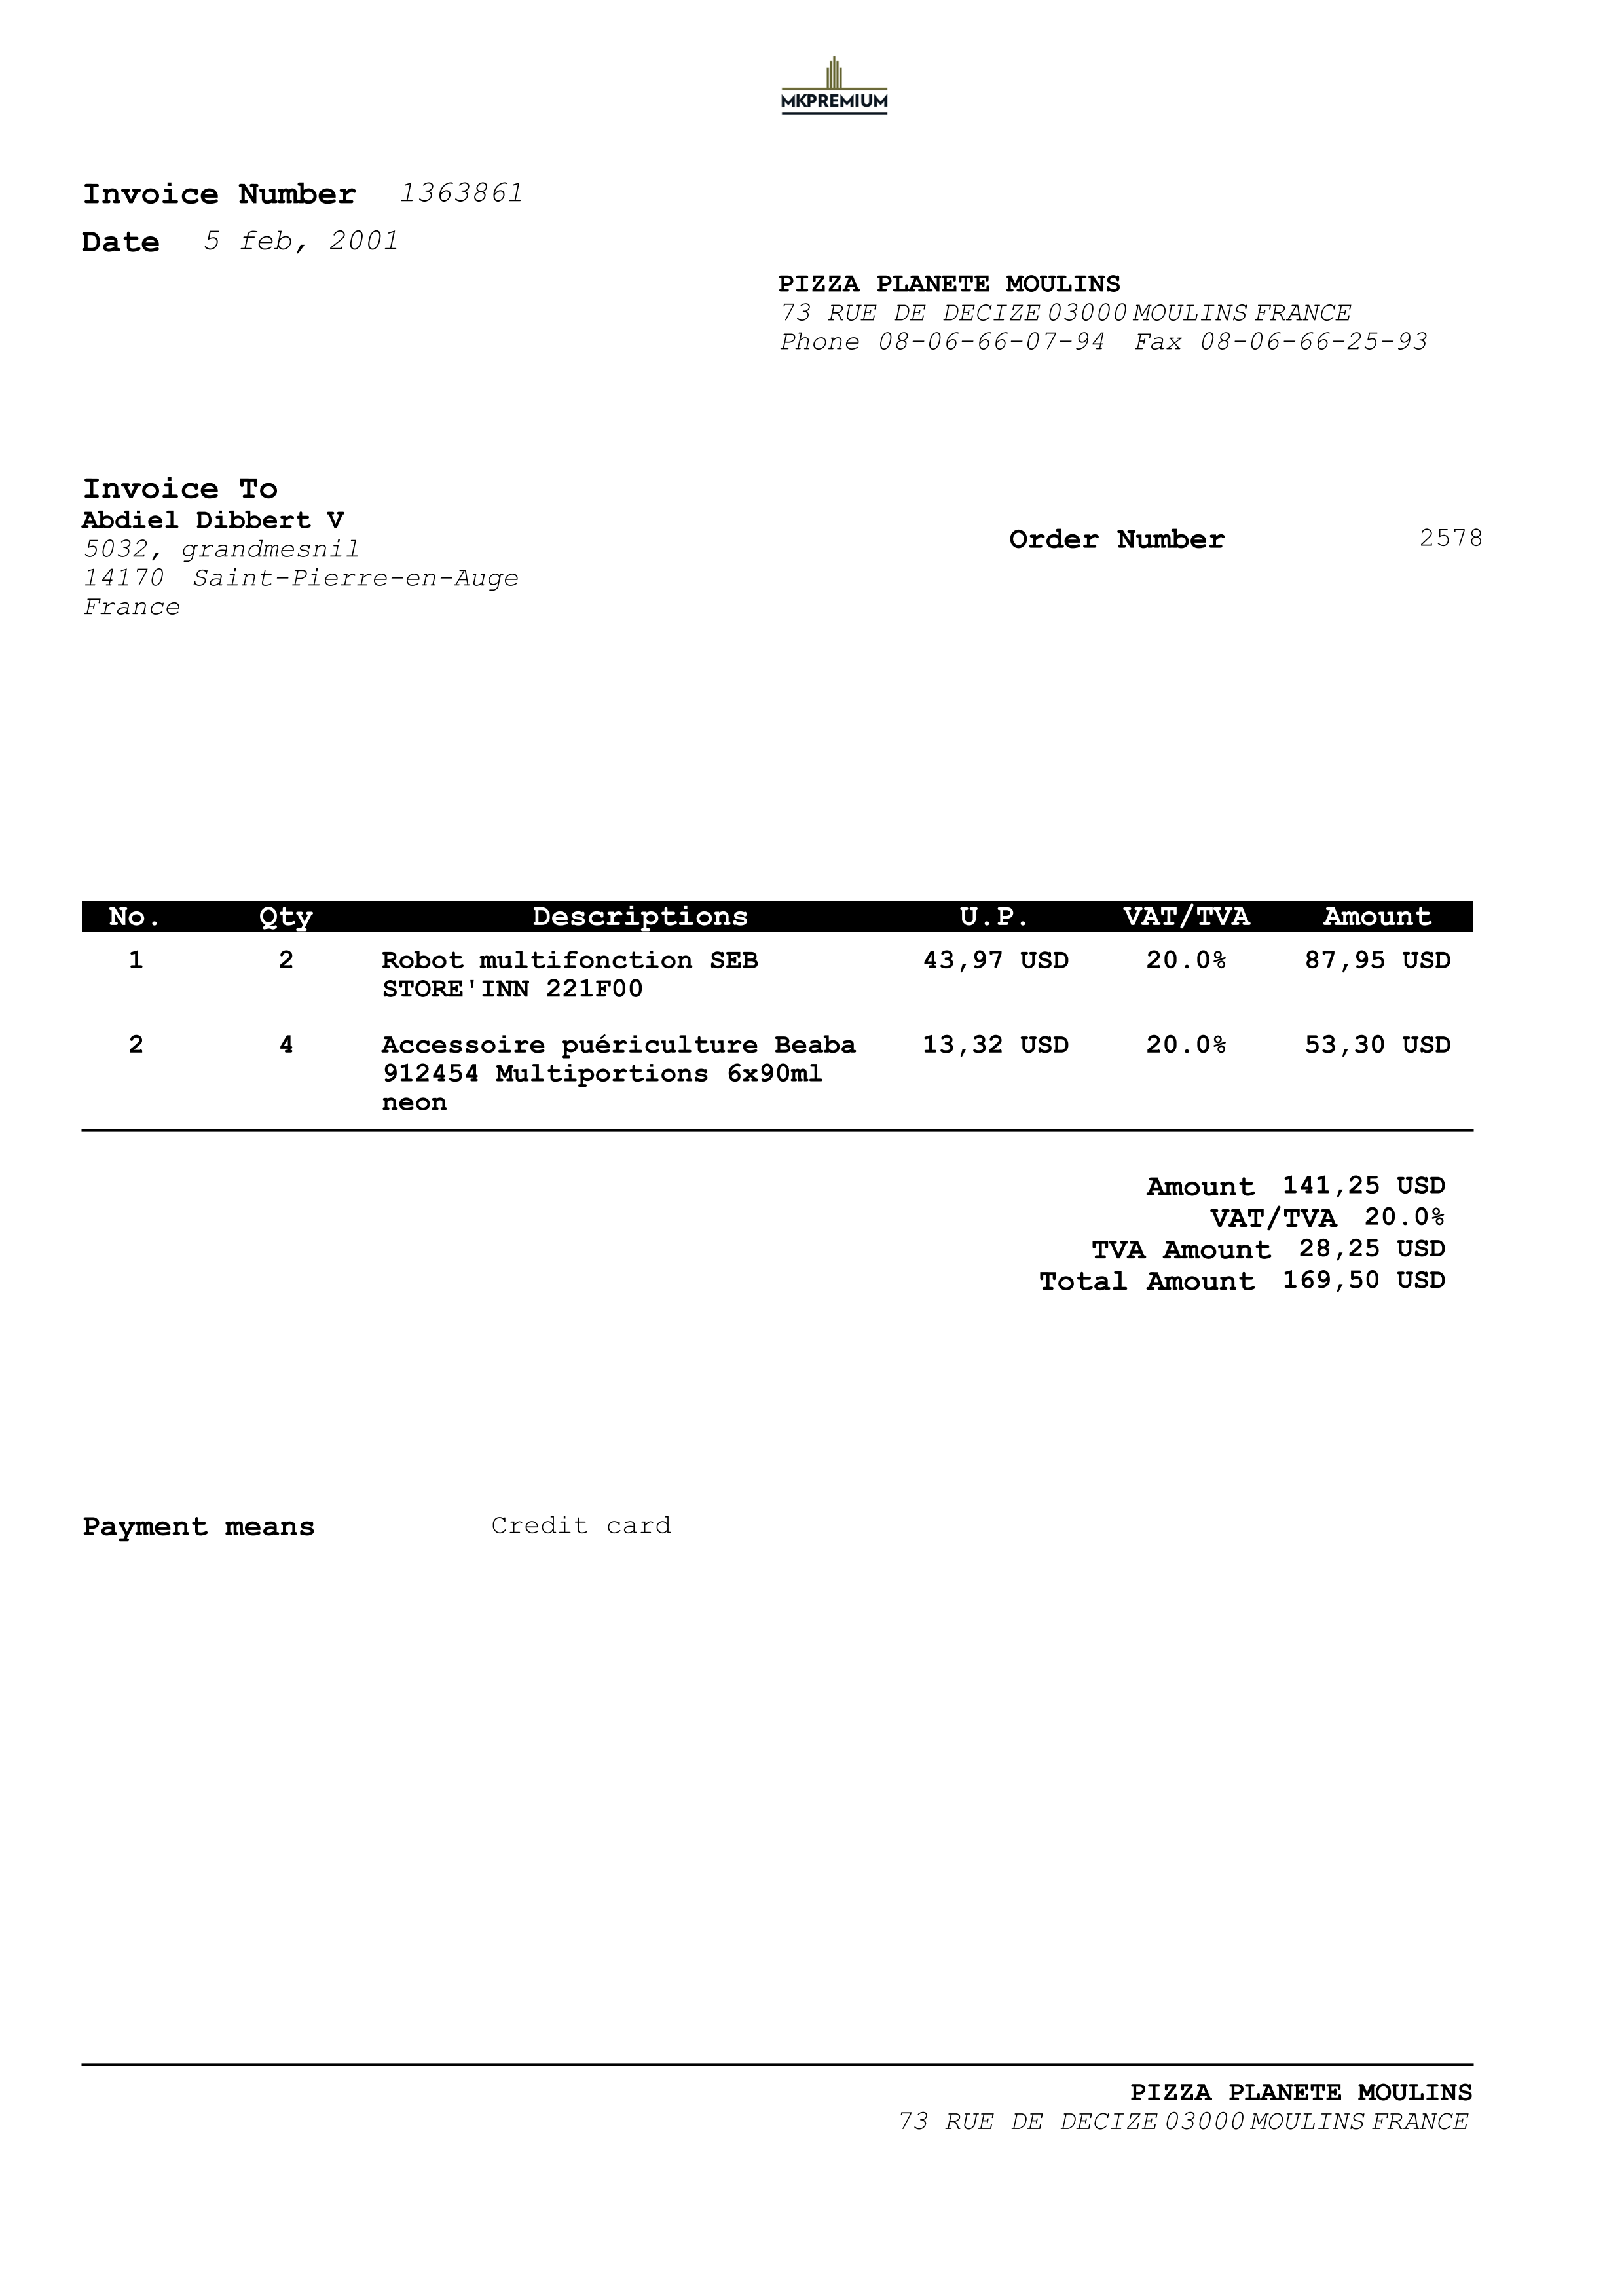 MKPREMIUM
Invoice Number 1363861
Date 5 feb, 2001
PIZZA PLANETE MOULINS
73 RUE DE DECIZE 03000 MOULINS FRANCE
Phone 08-06-66-07-94 Fax 08-06-66-25-93
Invoice To
Abdiel Dibbert V
5032, grandmesnil
14170 Saint-Pierre-en-Auge
France
Order Number 2578
No. Qty Descriptions U.P. VAT/TVA Amount
1 2 Robot multifonction SEB 43,97 USD 20.0% 87,95 USD
STORE'INN 221F00
2 4 Accessoire puériculture Beaba 13,32 USD 20.0% 53,30 USD
912454 Multiportions 6x90ml
neon
Amount 141,25 USD
VAT/TVA 20.0%
TVA Amount 28,25 USD
Total Amount 169,50 USD
Payment means Credit card
PIZZA PLANETE MOULINS
73 RUE DE DECIZE 03000 MOULINS FRANCE